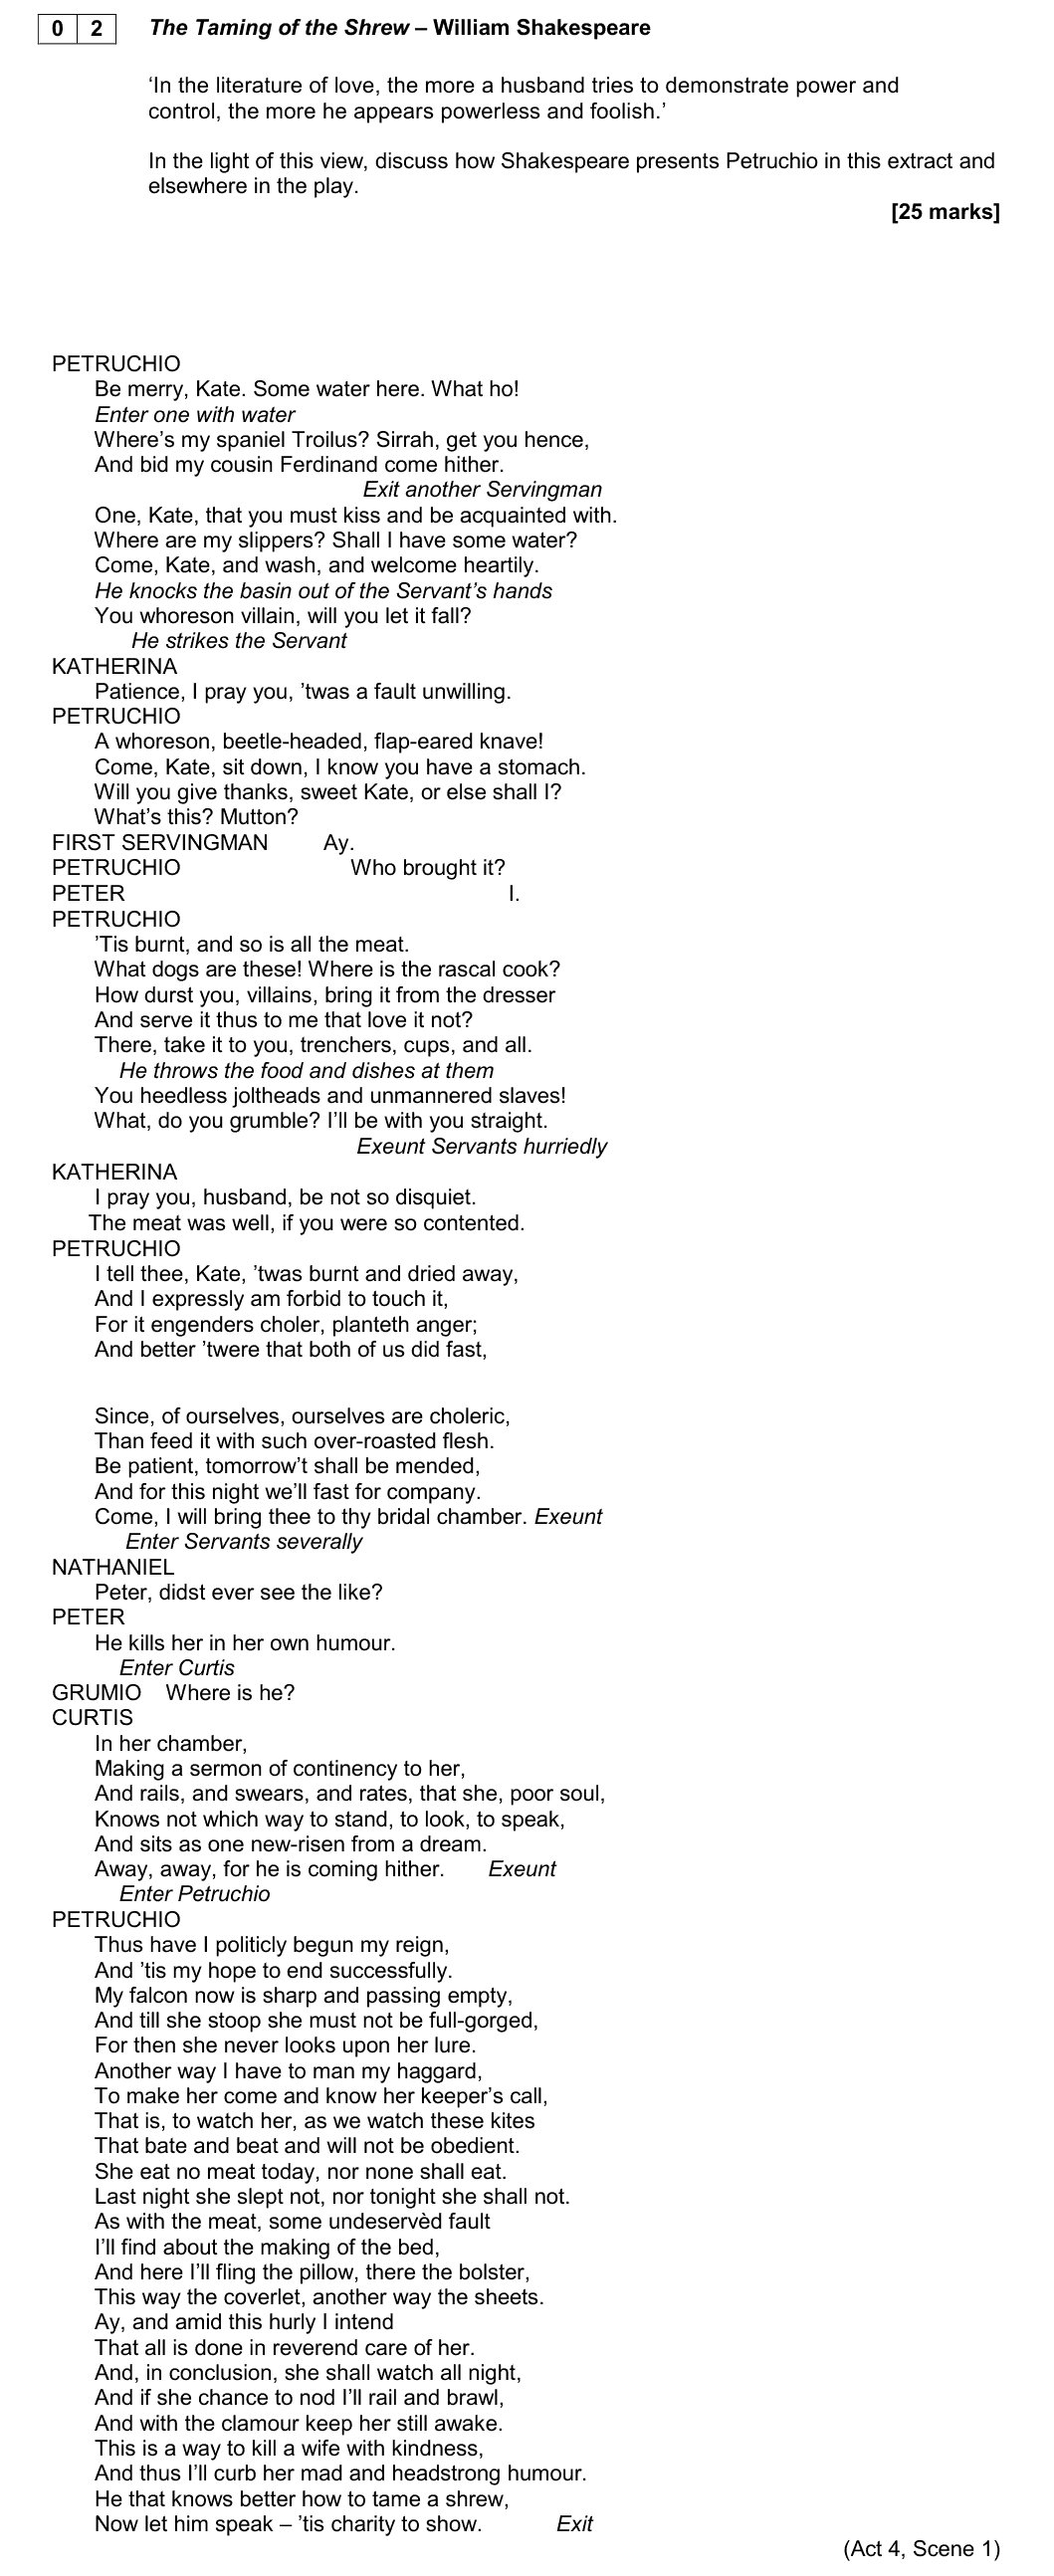 0 2 The Taming of the Shrew – William Shakespeare
‘In the literature of love, the more a husband tries to demonstrate power and
control, the more he appears powerless and foolish.’
In the light of this view, discuss how Shakespeare presents Petruchio in this extract and
elsewhere in the play.
[25 marks]
PETRUCHIO
Be merry, Kate. Some water here. What ho!
Enter one with water
Where’s my spaniel Troilus? Sirrah, get you hence,
And bid my cousin Ferdinand come hither.
Exit another Servingman
One, Kate, that you must kiss and be acquainted with.
Where are my slippers? Shall I have some water?
Come, Kate, and wash, and welcome heartily.
He knocks the basin out of the Servant’s hands
You whoreson villain, will you let it fall?
He strikes the Servant
KATHERINA
Patience, I pray you, ’twas a fault unwilling.
PETRUCHIO
A whoreson, beetle-headed, flap-eared knave!
Come, Kate, sit down, I know you have a stomach.
Will you give thanks, sweet Kate, or else shall I?
What’s this? Mutton?
FIRST SERVINGMAN Ay.
PETRUCHIO Who brought it?
PETER I.
PETRUCHIO
’Tis burnt, and so is all the meat.
What dogs are these! Where is the rascal cook?
How durst you, villains, bring it from the dresser
And serve it thus to me that love it not?
There, take it to you, trenchers, cups, and all.
He throws the food and dishes at them
You heedless joltheads and unmannered slaves!
What, do you grumble? I’ll be with you straight.
Exeunt Servants hurriedly
KATHERINA
I pray you, husband, be not so disquiet.
The meat was well, if you were so contented.
PETRUCHIO
I tell thee, Kate, ’twas burnt and dried away,
And I expressly am forbid to touch it,
For it engenders choler, planteth anger;
And better ’twere that both of us did fast,
Since, of ourselves, ourselves are choleric,
Than feed it with such over-roasted flesh.
Be patient, tomorrow’t shall be mended,
And for this night we’ll fast for company.
Come, I will bring thee to thy bridal chamber. Exeunt
Enter Servants severally
NATHANIEL
Peter, didst ever see the like?
PETER
He kills her in her own humour.
Enter Curtis
GRUMIO Where is he?
CURTIS
In her chamber,
Making a sermon of continency to her,
And rails, and swears, and rates, that she, poor soul,
Knows not which way to stand, to look, to speak,
And sits as one new-risen from a dream.
Away, away, for he is coming hither. Exeunt
Enter Petruchio
PETRUCHIO
Thus have I politicly begun my reign,
And ’tis my hope to end successfully.
My falcon now is sharp and passing empty,
And till she stoop she must not be full-gorged,
For then she never looks upon her lure.
Another way I have to man my haggard,
To make her come and know her keeper’s call,
That is, to watch her, as we watch these kites
That bate and beat and will not be obedient.
She eat no meat today, nor none shall eat.
Last night she slept not, nor tonight she shall not.
As with the meat, some undeservèd fault
I’ll find about the making of the bed,
And here I’ll fling the pillow, there the bolster,
This way the coverlet, another way the sheets.
Ay, and amid this hurly I intend
That all is done in reverend care of her.
And, in conclusion, she shall watch all night,
And if she chance to nod I’ll rail and brawl,
And with the clamour keep her still awake.
This is a way to kill a wife with kindness,
And thus I’ll curb her mad and headstrong humour.
He that knows better how to tame a shrew,
Now let him speak – ’tis charity to show. Exit
(Act 4, Scene 1)